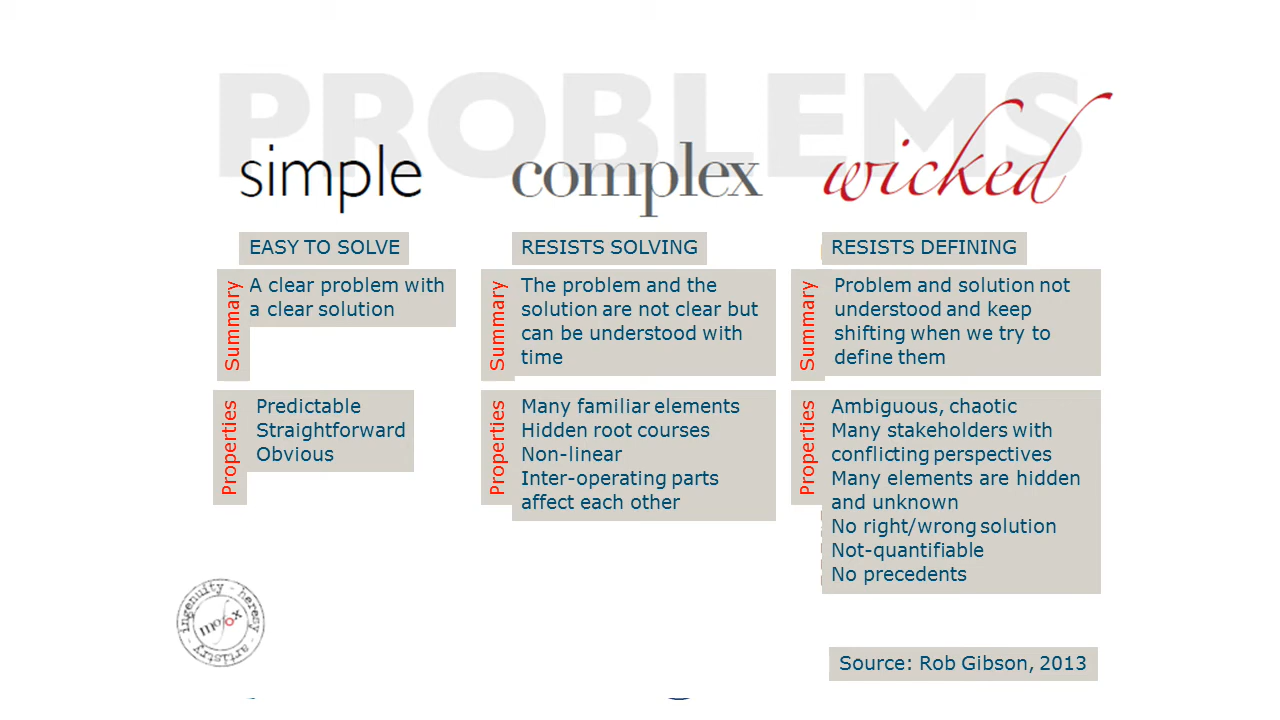 PROBLEMS
simple
complex
wicked
EASY TO SOLVE
Summary
A clear problem with
a clear solution
Properties
Predictable
Straightforward
Obvious
RESISTS SOLVING
Summary
The problem and the
solution are not clear but
can be understood with
time
Properties
Many familiar elements
Hidden root courses
Non-linear
Inter-operating parts
affect each other
RESISTS DEFINING
Summary
Problem and solution not
understood and keep
shifting when we try to
define them
Properties
Ambiguous, chaotic
Many stakeholders with
conflicting perspectives
Many elements are hidden
and unknown
No right/wrong solution
Not-quantifiable
No precedents
ingenuity - heresy - artistry -
mofox
Source: Rob Gibson, 2013